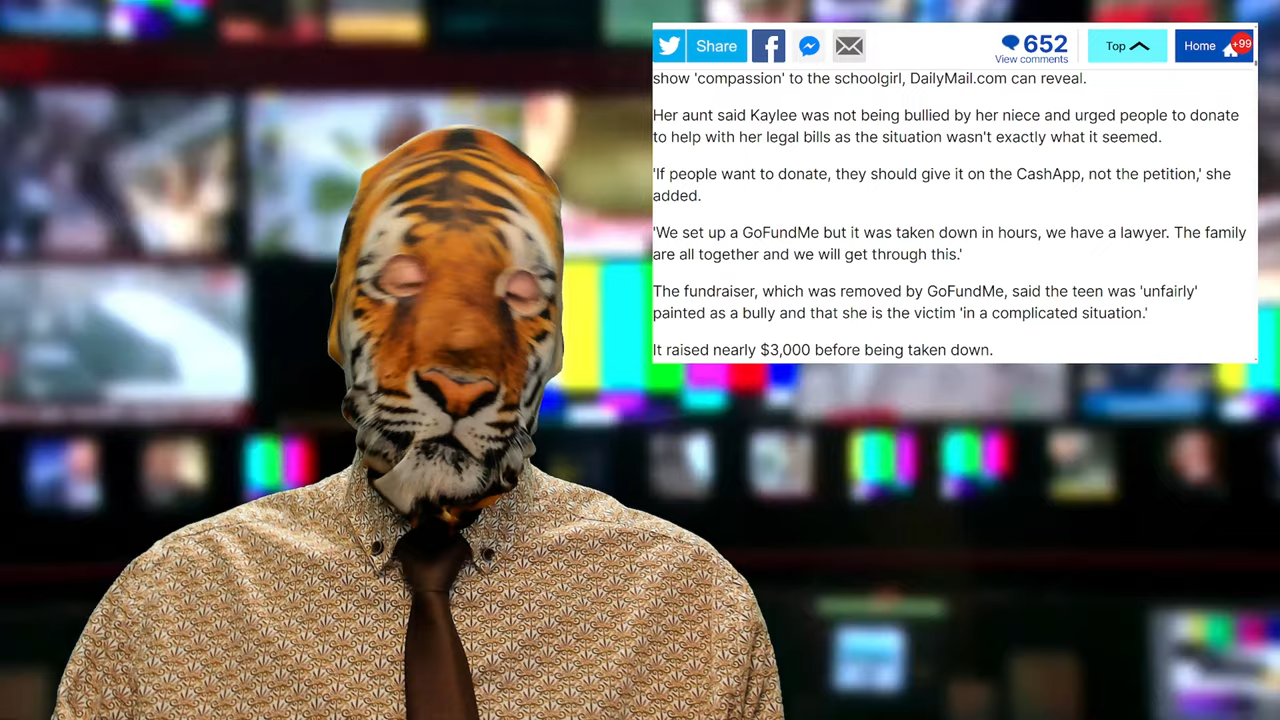 Share
652
View comments
Top
Home
+99
show 'compassion' to the schoolgirl, DailyMail.com can reveal.
Her aunt said Kaylee was not being bullied by her niece and urged people to donate
to help with her legal bills as the situation wasn't exactly what it seemed.
'If people want to donate, they should give it on the CashApp, not the petition,' she
added.
'We set up a GoFundMe but it was taken down in hours, we have a lawyer. The family
are all together and we will get through this.'
The fundraiser, which was removed by GoFundMe, said the teen was 'unfairly'
painted as a bully and that she is the victim 'in a complicated situation.'
It raised nearly $3,000 before being taken down.